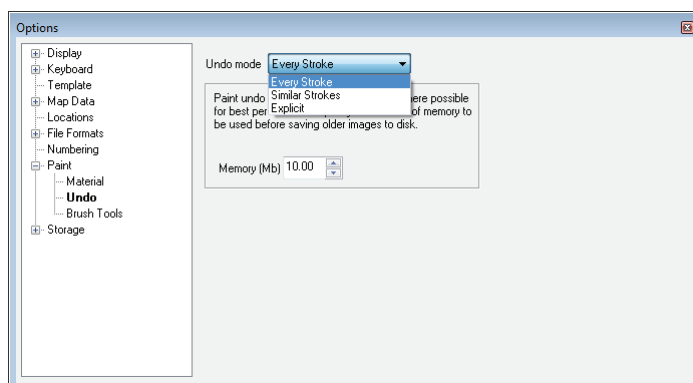 Options
Display
Keyboard
Template
Map Data
Locations
File Formats
Numbering
Paint
Material
Undo
Brush Tools
Storage
Undo mode Every Stroke
Every Stroke
Similar Strokes
Explicit
Paint undo ere possible
for best per of memory to
be used before saving older images to disk.
Memory (Mb) 10.00